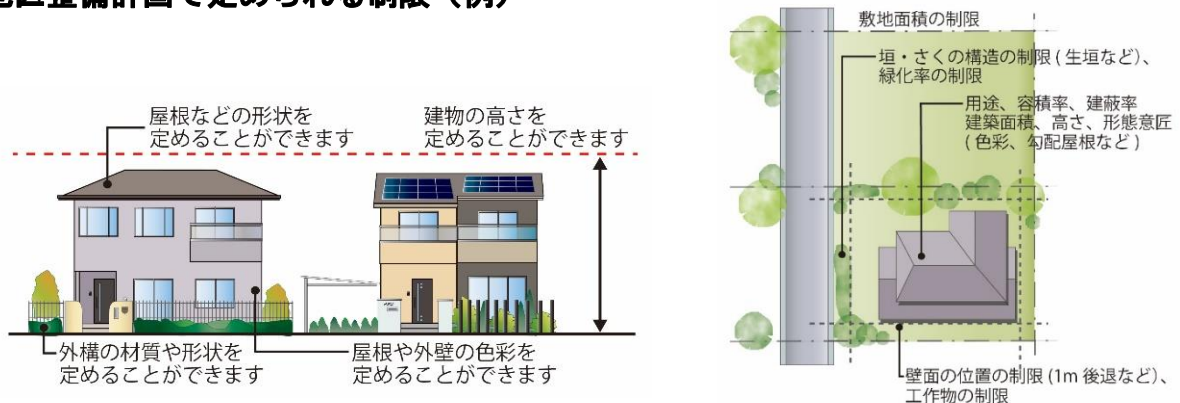 地区整備計画で定められる制限（例）
屋根などの形状を
定めることができます
建物の高さを
定めることができます
外構の材質や形状を
定めることができます
屋根や外壁の色彩を
定めることができます
敷地面積の制限
垣・さくの構造の制限(生垣など)、
緑化率の制限
用途、容積率、建蔽率
建築面積、高さ、形態意匠
(色彩、勾配屋根など)
壁面の位置の制限(1m後退など)、
工作物の制限